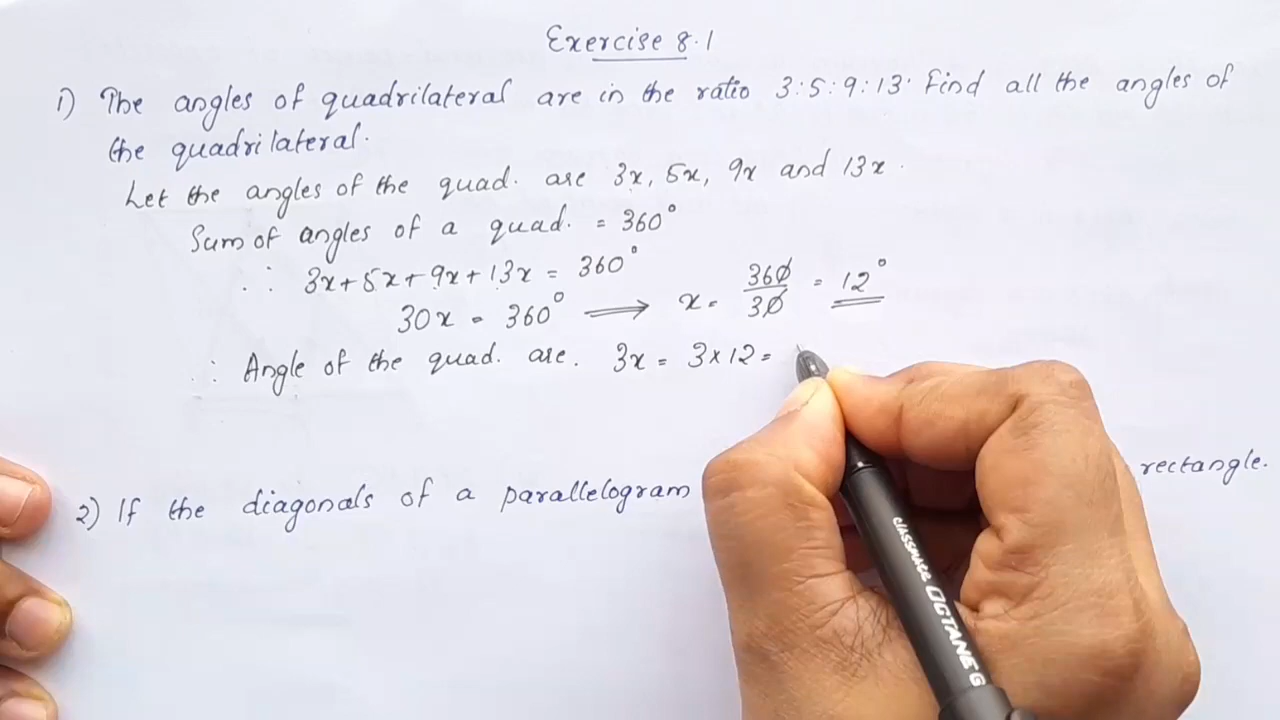 Exercise 8.1
1) The angles of quadrilateral are in the ratio 3:5:9:13. Find all the angles of
the quadrilateral.
Let the angles of the quad. are 3x, 5x, 9x and 13x.
Sum of angles of a quad. = 360°
∴ 3x+5x+9x+13x = 360°
30x = 360° ⟹ x = 360/30 = 12°
∴ Angle of the quad. are. 3x = 3×12 =
2) If the diagonals of a parallelogram rectangle.
classmate OCTANE G